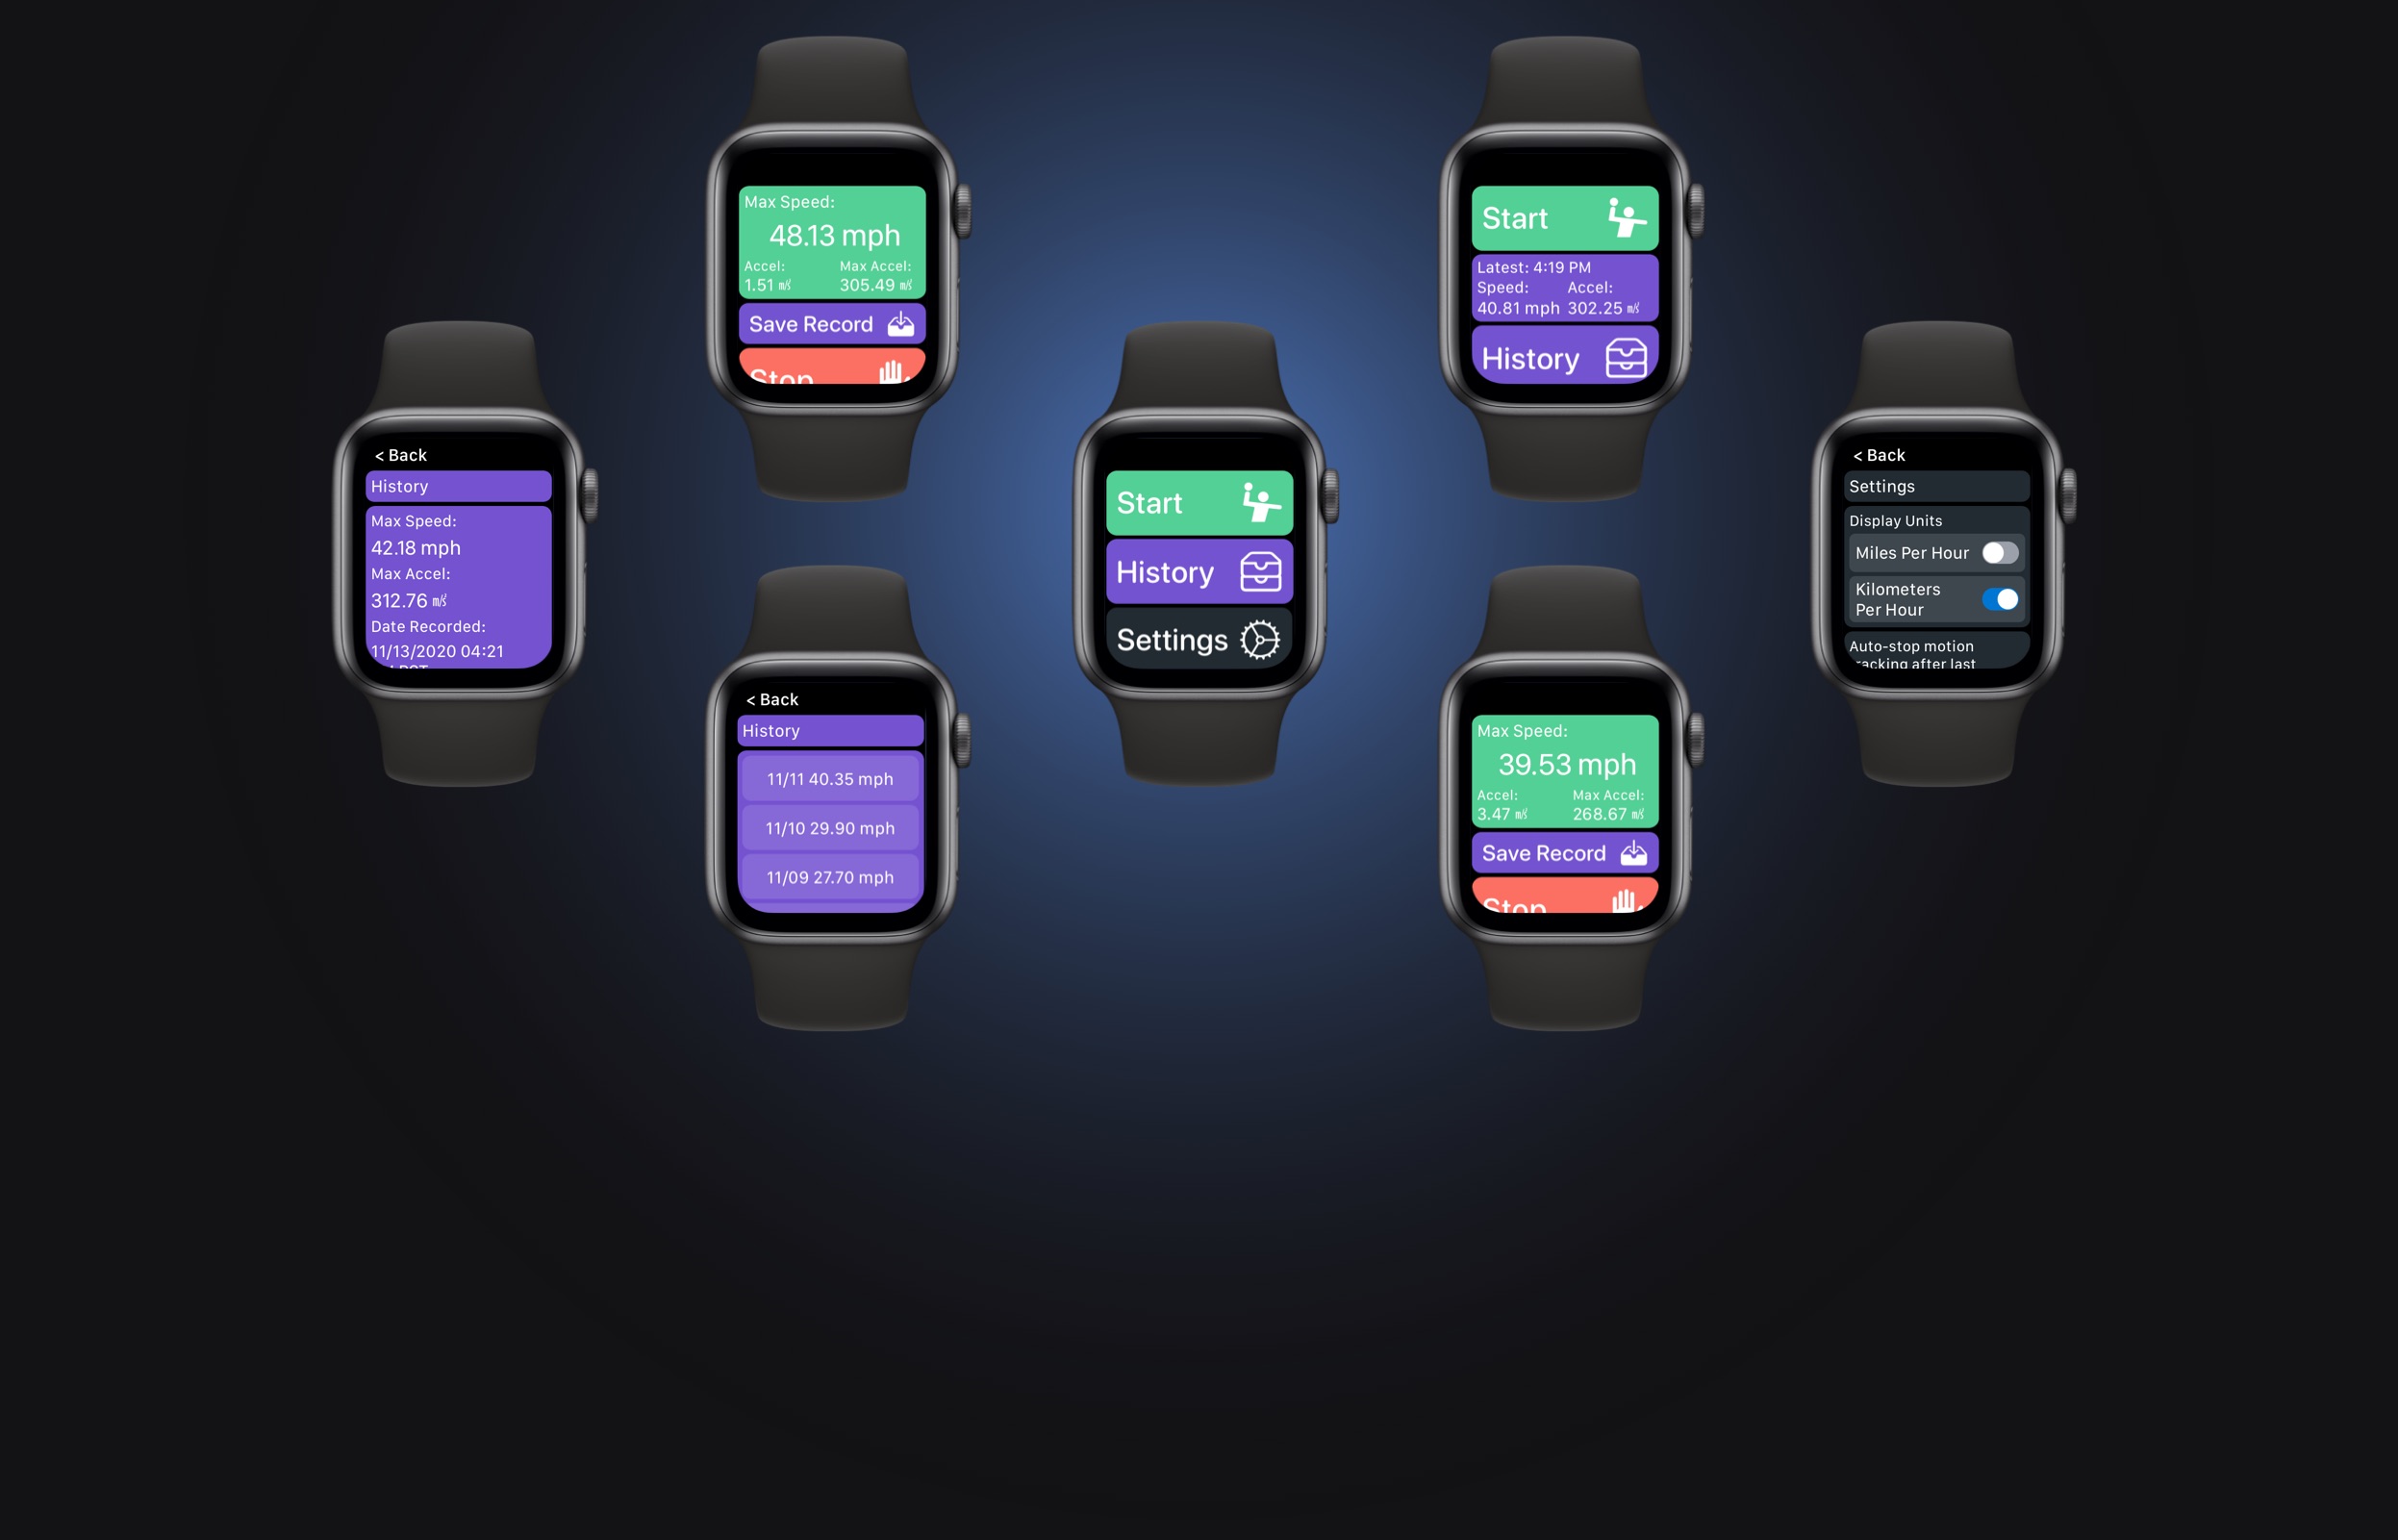 Max Speed:
48.13 mph
Accel:
Max Accel:
1.51 m/s²
305.49 m/s²
Save Record
Stop
Start
Latest: 4:19 PM
Speed:
Accel:
40.81 mph
302.25 m/s²
History
< Back
History
Max Speed:
42.18 mph
Max Accel:
312.76 m/s²
Date Recorded:
11/13/2020 04:21
PST
Start
History
Settings
< Back
Settings
Display Units
Miles Per Hour
Kilometers
Per Hour
Auto-stop motion
tracking after last
< Back
History
11/11 40.35 mph
11/10 29.90 mph
11/09 27.70 mph
Max Speed:
39.53 mph
Accel:
Max Accel:
3.47 m/s²
268.67 m/s²
Save Record
Stop